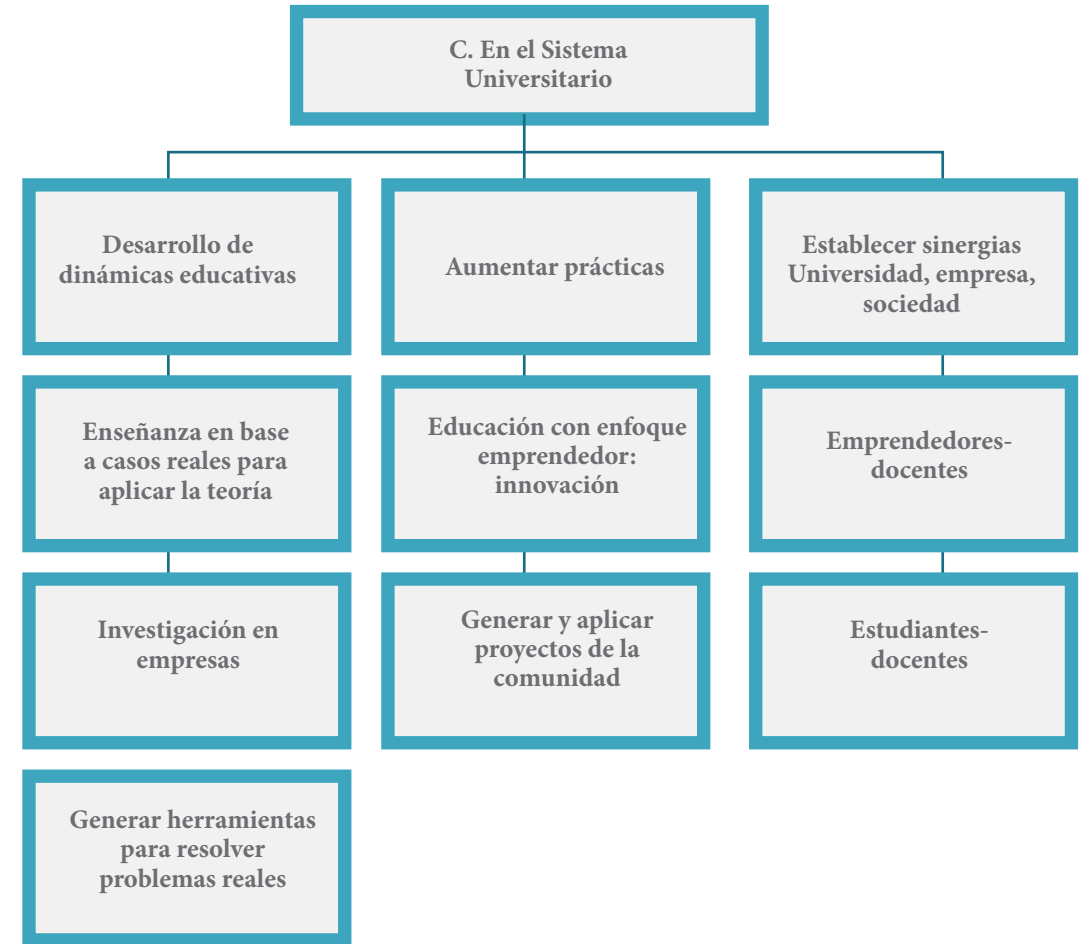 C. En el Sistema
Universitario
Desarrollo de
dinámicas educativas
Aumentar prácticas
Establecer sinergias
Universidad, empresa,
sociedad
Enseñanza en base
a casos reales para
aplicar la teoría
Educación con enfoque
emprendedor:
innovación
Emprendedores-
docentes
Investigación en
empresas
Generar y aplicar
proyectos de la
comunidad
Estudiantes-
docentes
Generar herramientas
para resolver
problemas reales